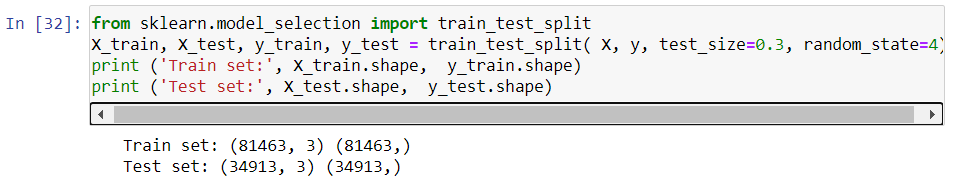 In [32]: from sklearn.model_selection import train_test_split
X_train, X_test, y_train, y_test = train_test_split( X, y, test_size=0.3, random_state=4)
print ('Train set:', X_train.shape,  y_train.shape)
print ('Test set:', X_test.shape,  y_test.shape)
Train set: (81463, 3) (81463,)
Test set: (34913, 3) (34913,)